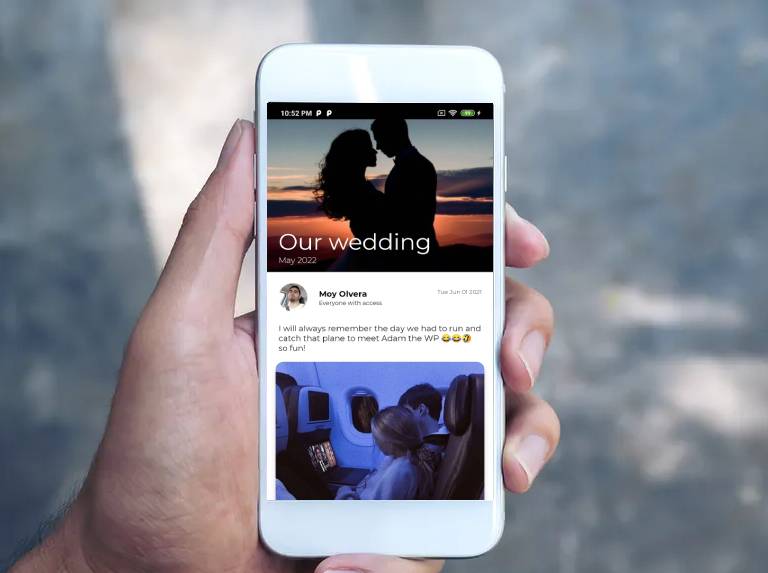 10:52 PM P P 99
Our wedding
May 2022
Moy Olvera
Tue Jun 01 2021
Everyone with access
I will always remember the day we had to run and
catch that plane to meet Adam the WP 😂😂🤣
so fun!